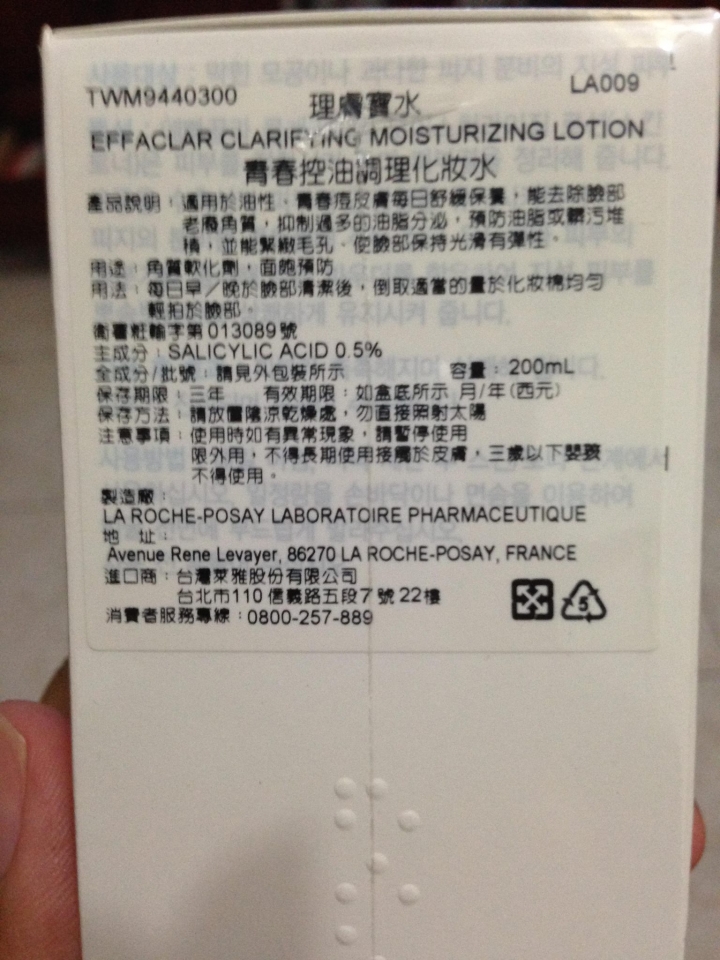 TWM9440300
LA009
理膚寶水
EFFACLAR CLARIFYING MOISTURIZING LOTION
青春控油調理化妝水
產品說明：適用於油性、青春痘皮膚每日舒緩保養，能去除臉部
老廢角質，抑制過多的油脂分泌，預防油脂或髒污堆
積，並能緊緻毛孔。使臉部保持光滑有彈性。
用途：角質軟化劑，面皰預防
用法：每日早／晚於臉部清潔後，倒取適當的量於化妝棉均勻
輕拍於臉部。
衛署粧輸字第013089號
主成分：SALICYLIC ACID 0.5%
全成分/批號：請見外包裝所示 容量：200mL
保存期限：三年 有效期限：如盒底所示 月/年(西元)
保存方法：請放置陰涼乾燥處，勿直接照射太陽
注意事項：使用時如有異常現象，請暫停使用
限外用，不得長期使用接觸於皮膚，三歲以下嬰孩
不得使用。
製造廠：
LA ROCHE-POSAY LABORATOIRE PHARMACEUTIQUE
地 址：
Avenue Rene Levayer, 86270 LA ROCHE-POSAY, FRANCE
進口商：台灣萊雅股份有限公司
台北市110信義路五段7號22樓
消費者服務專線：0800-257-889
5